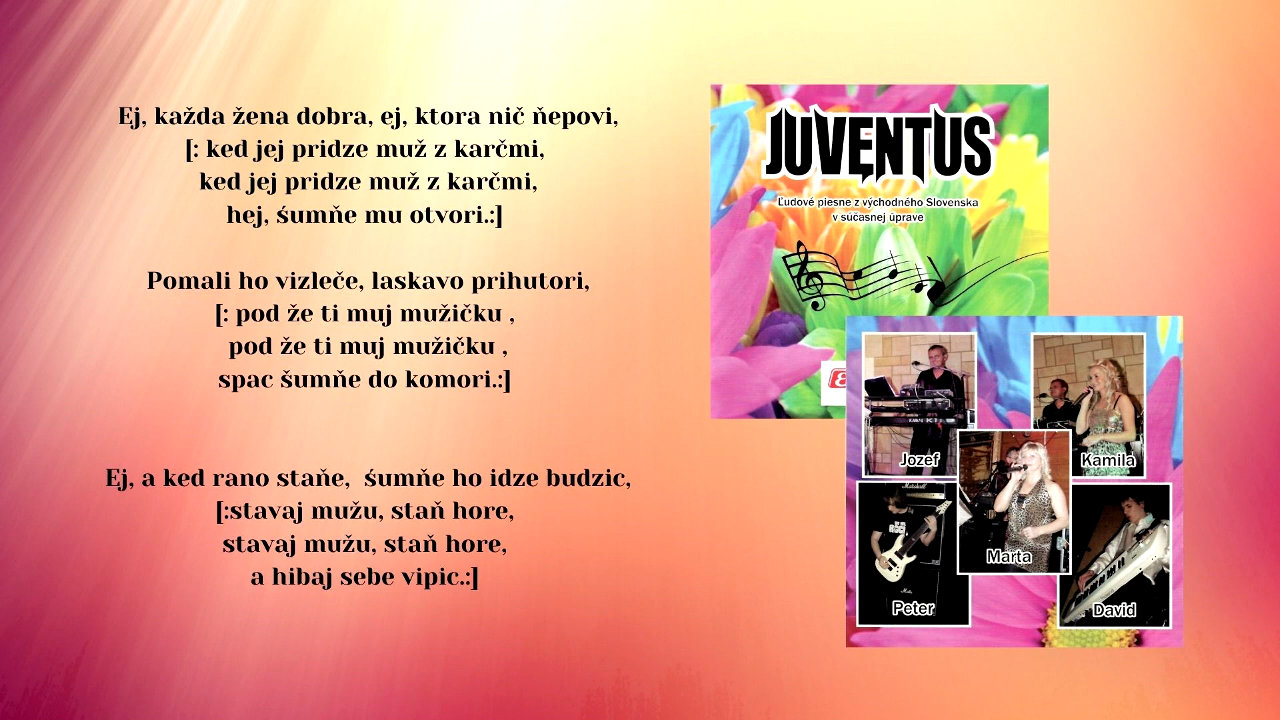 Ej, každa žena dobra, ej, ktora nič ňepovi,
[: ked jej pridze muž z karčmi,
ked jej pridze muž z karčmi,
hej, śumňe mu otvori.:]
Pomali ho vizleče, laskavo prihutori,
[: pod že ti muj mužičku ,
pod že ti muj mužičku ,
spac šumňe do komori.:]
Ej, a ked rano staňe,  śumňe ho idze budzic,
[:stavaj mužu, staň hore,
stavaj mužu, staň hore,
a hibaj sebe vipic.:]
JUVENTUS
Ľudové piesne z východného Slovenska
v súčasnej úprave
Jozef
Kamila
Marta
Peter
David